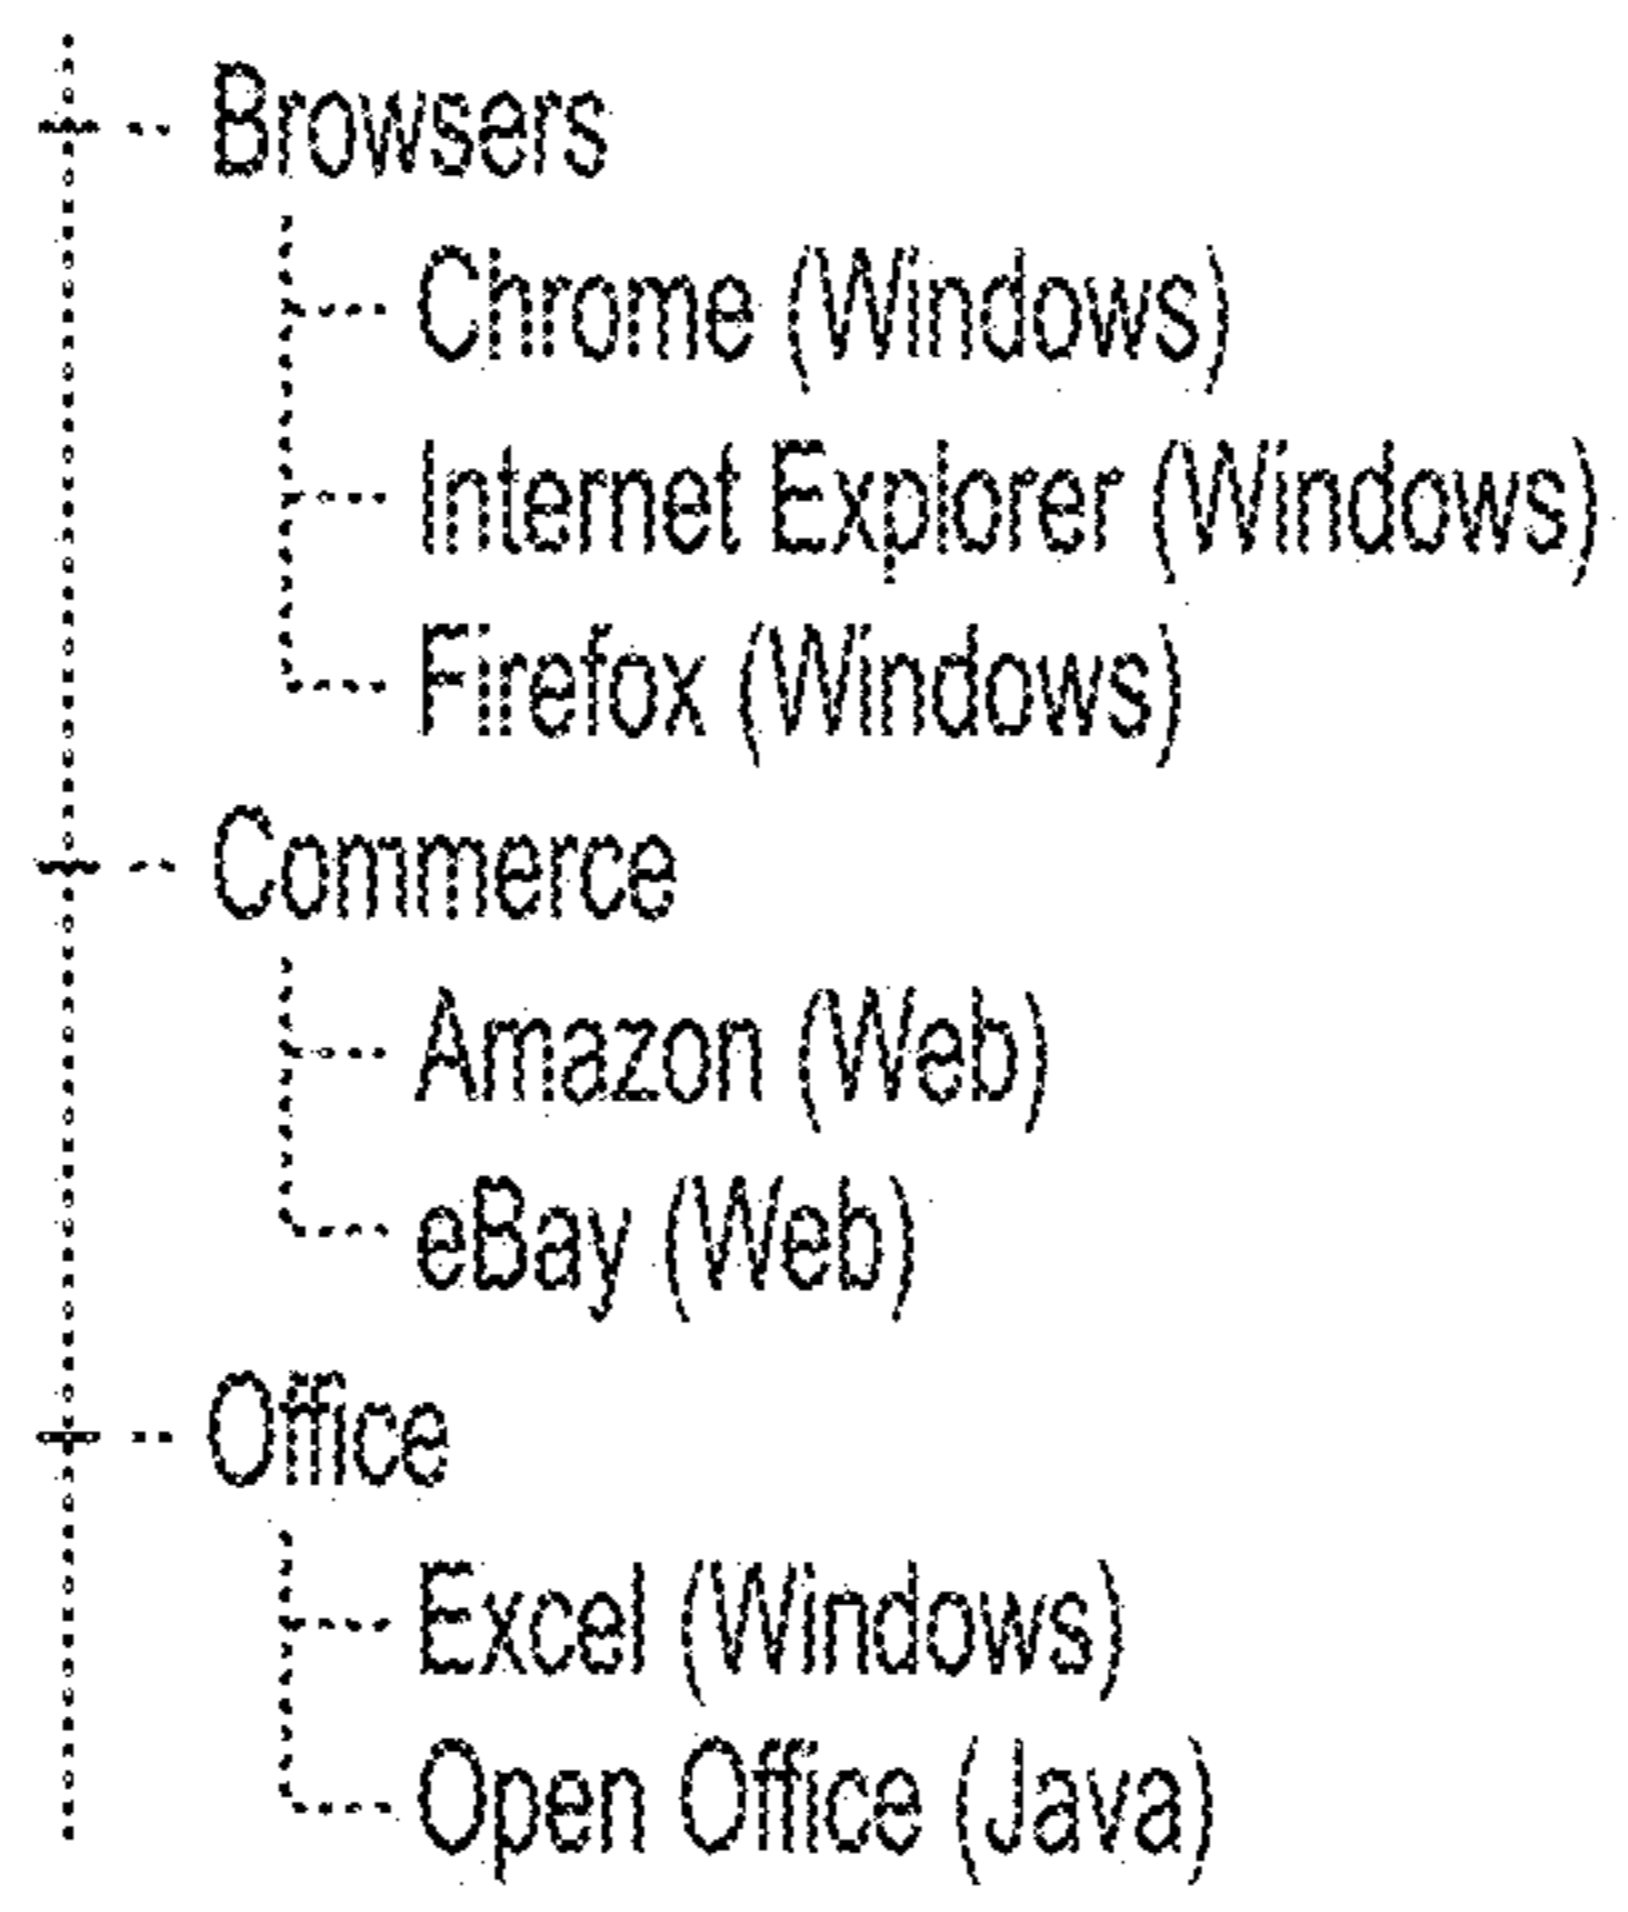 Browsers
Chrome (Windows)
Internet Explorer (Windows)
Firefox (Windows)
Commerce
Amazon (Web)
eBay (Web)
Office
Excel (Windows)
Open Office (Java)